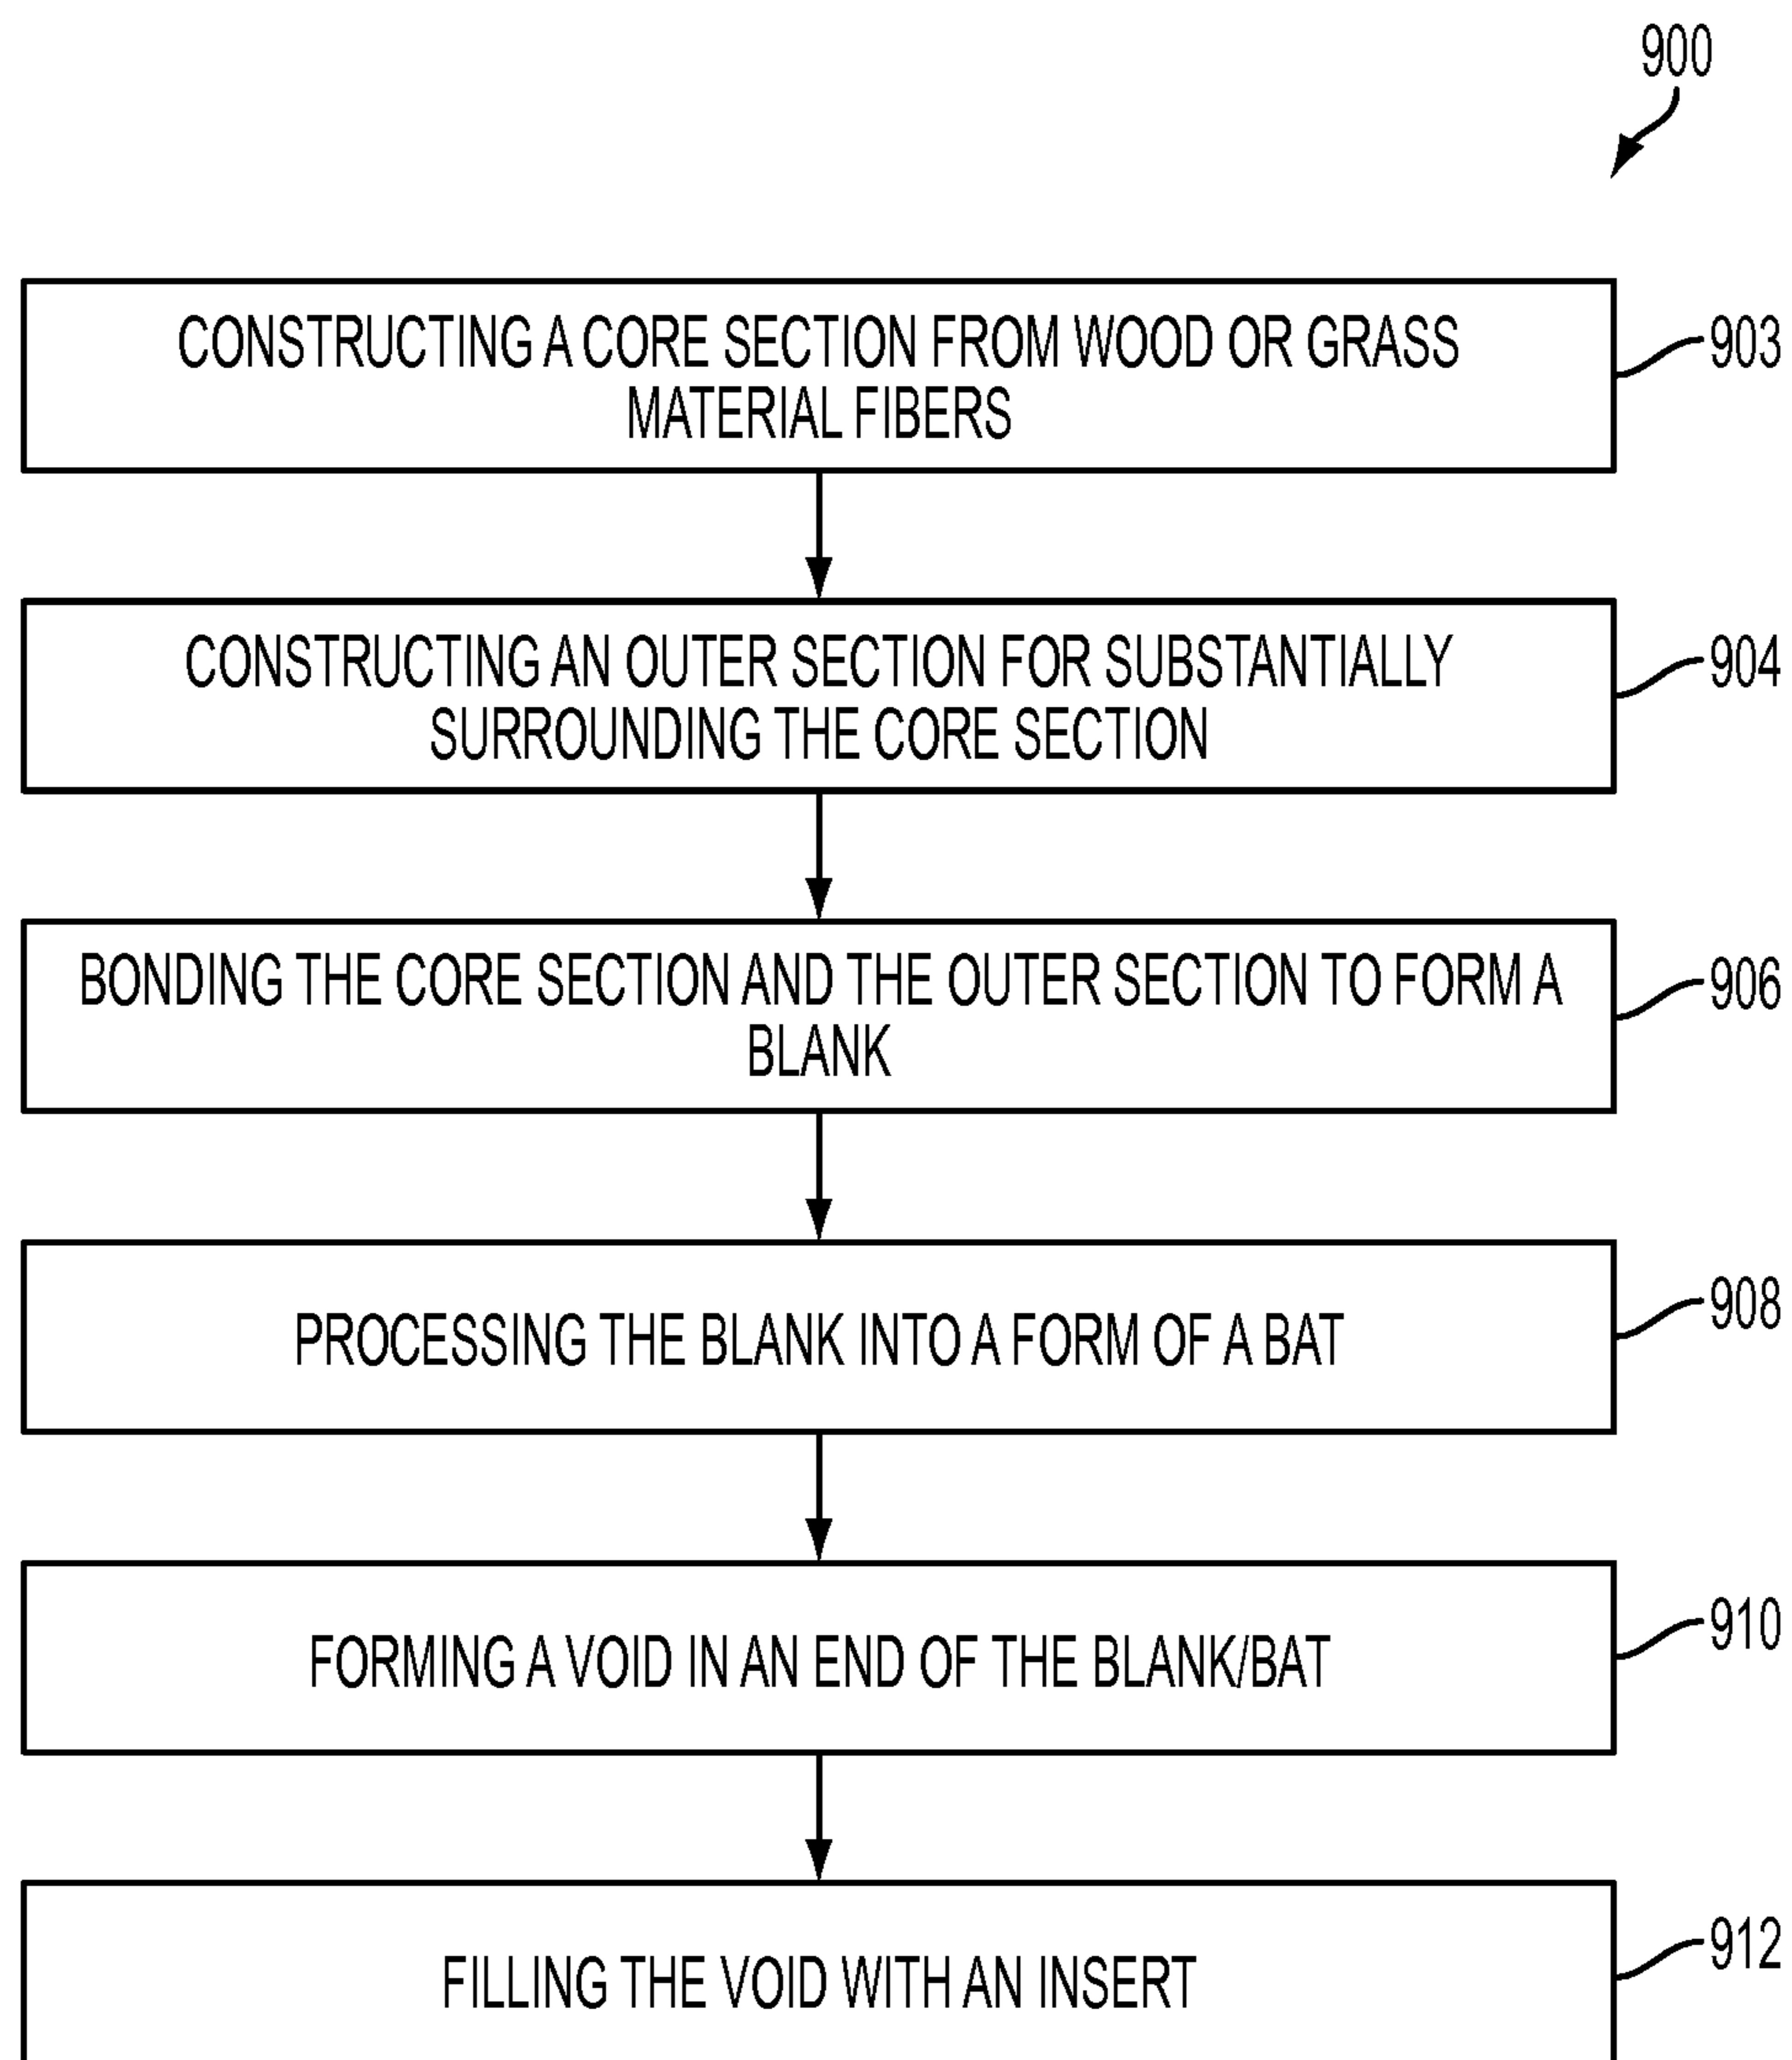 900
CONSTRUCTING A CORE SECTION FROM WOOD OR GRASS
MATERIAL FIBERS
903
CONSTRUCTING AN OUTER SECTION FOR SUBSTANTIALLY
SURROUNDING THE CORE SECTION
904
BONDING THE CORE SECTION AND THE OUTER SECTION TO FORM A
BLANK
906
PROCESSING THE BLANK INTO A FORM OF A BAT
908
FORMING A VOID IN AN END OF THE BLANK/BAT
910
FILLING THE VOID WITH AN INSERT
912